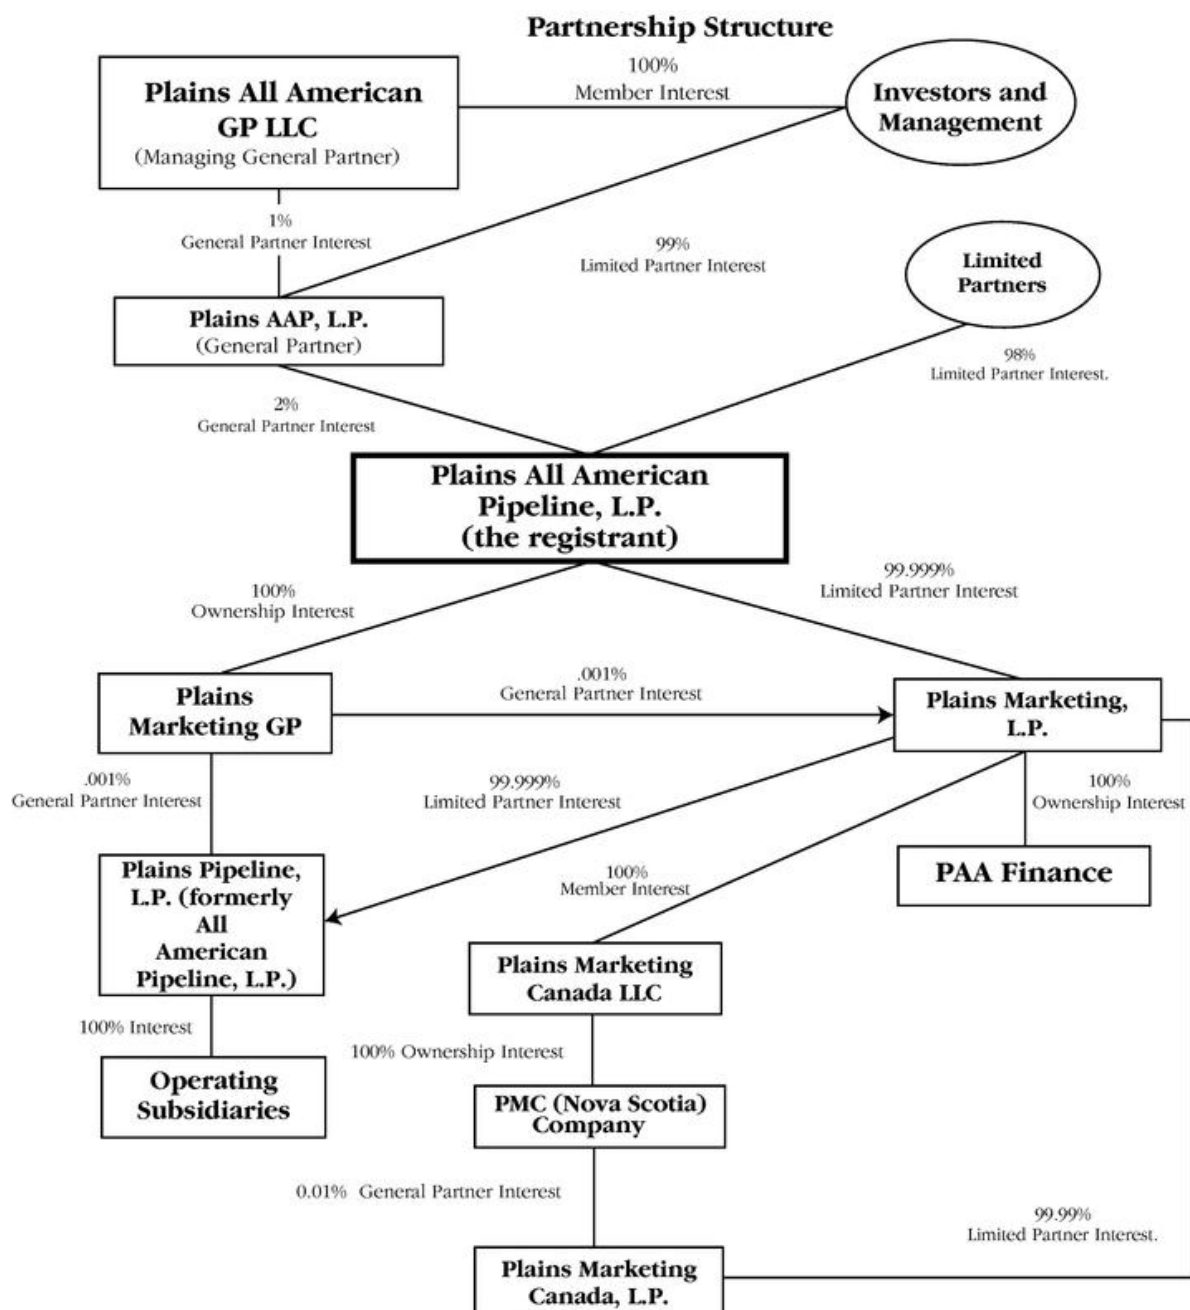 Partnership Structure
Plains All American
GP LLC
(Managing General Partner)
100%
Member Interest
Investors and
Management
1%
General Partner Interest
99%
Limited Partner Interest
Limited
Partners
Plains AAP, L.P.
(General Partner)
98%
Limited Partner Interest.
2%
General Partner Interest
Plains All American
Pipeline, L.P.
(the registrant)
100%
Ownership Interest
99.999%
Limited Partner Interest
Plains
Marketing GP
.001%
General Partner Interest
Plains Marketing,
L.P.
.001%
General Partner Interest
99.999%
Limited Partner Interest
100%
Ownership Interest
Plains Pipeline,
L.P. (formerly
All
American
Pipeline, L.P.)
100%
Member Interest
PAA Finance
Plains Marketing
Canada LLC
100% Interest
100% Ownership Interest
Operating
Subsidiaries
PMC (Nova Scotia)
Company
0.01% General Partner Interest
99.99%
Limited Partner Interest.
Plains Marketing
Canada, L.P.